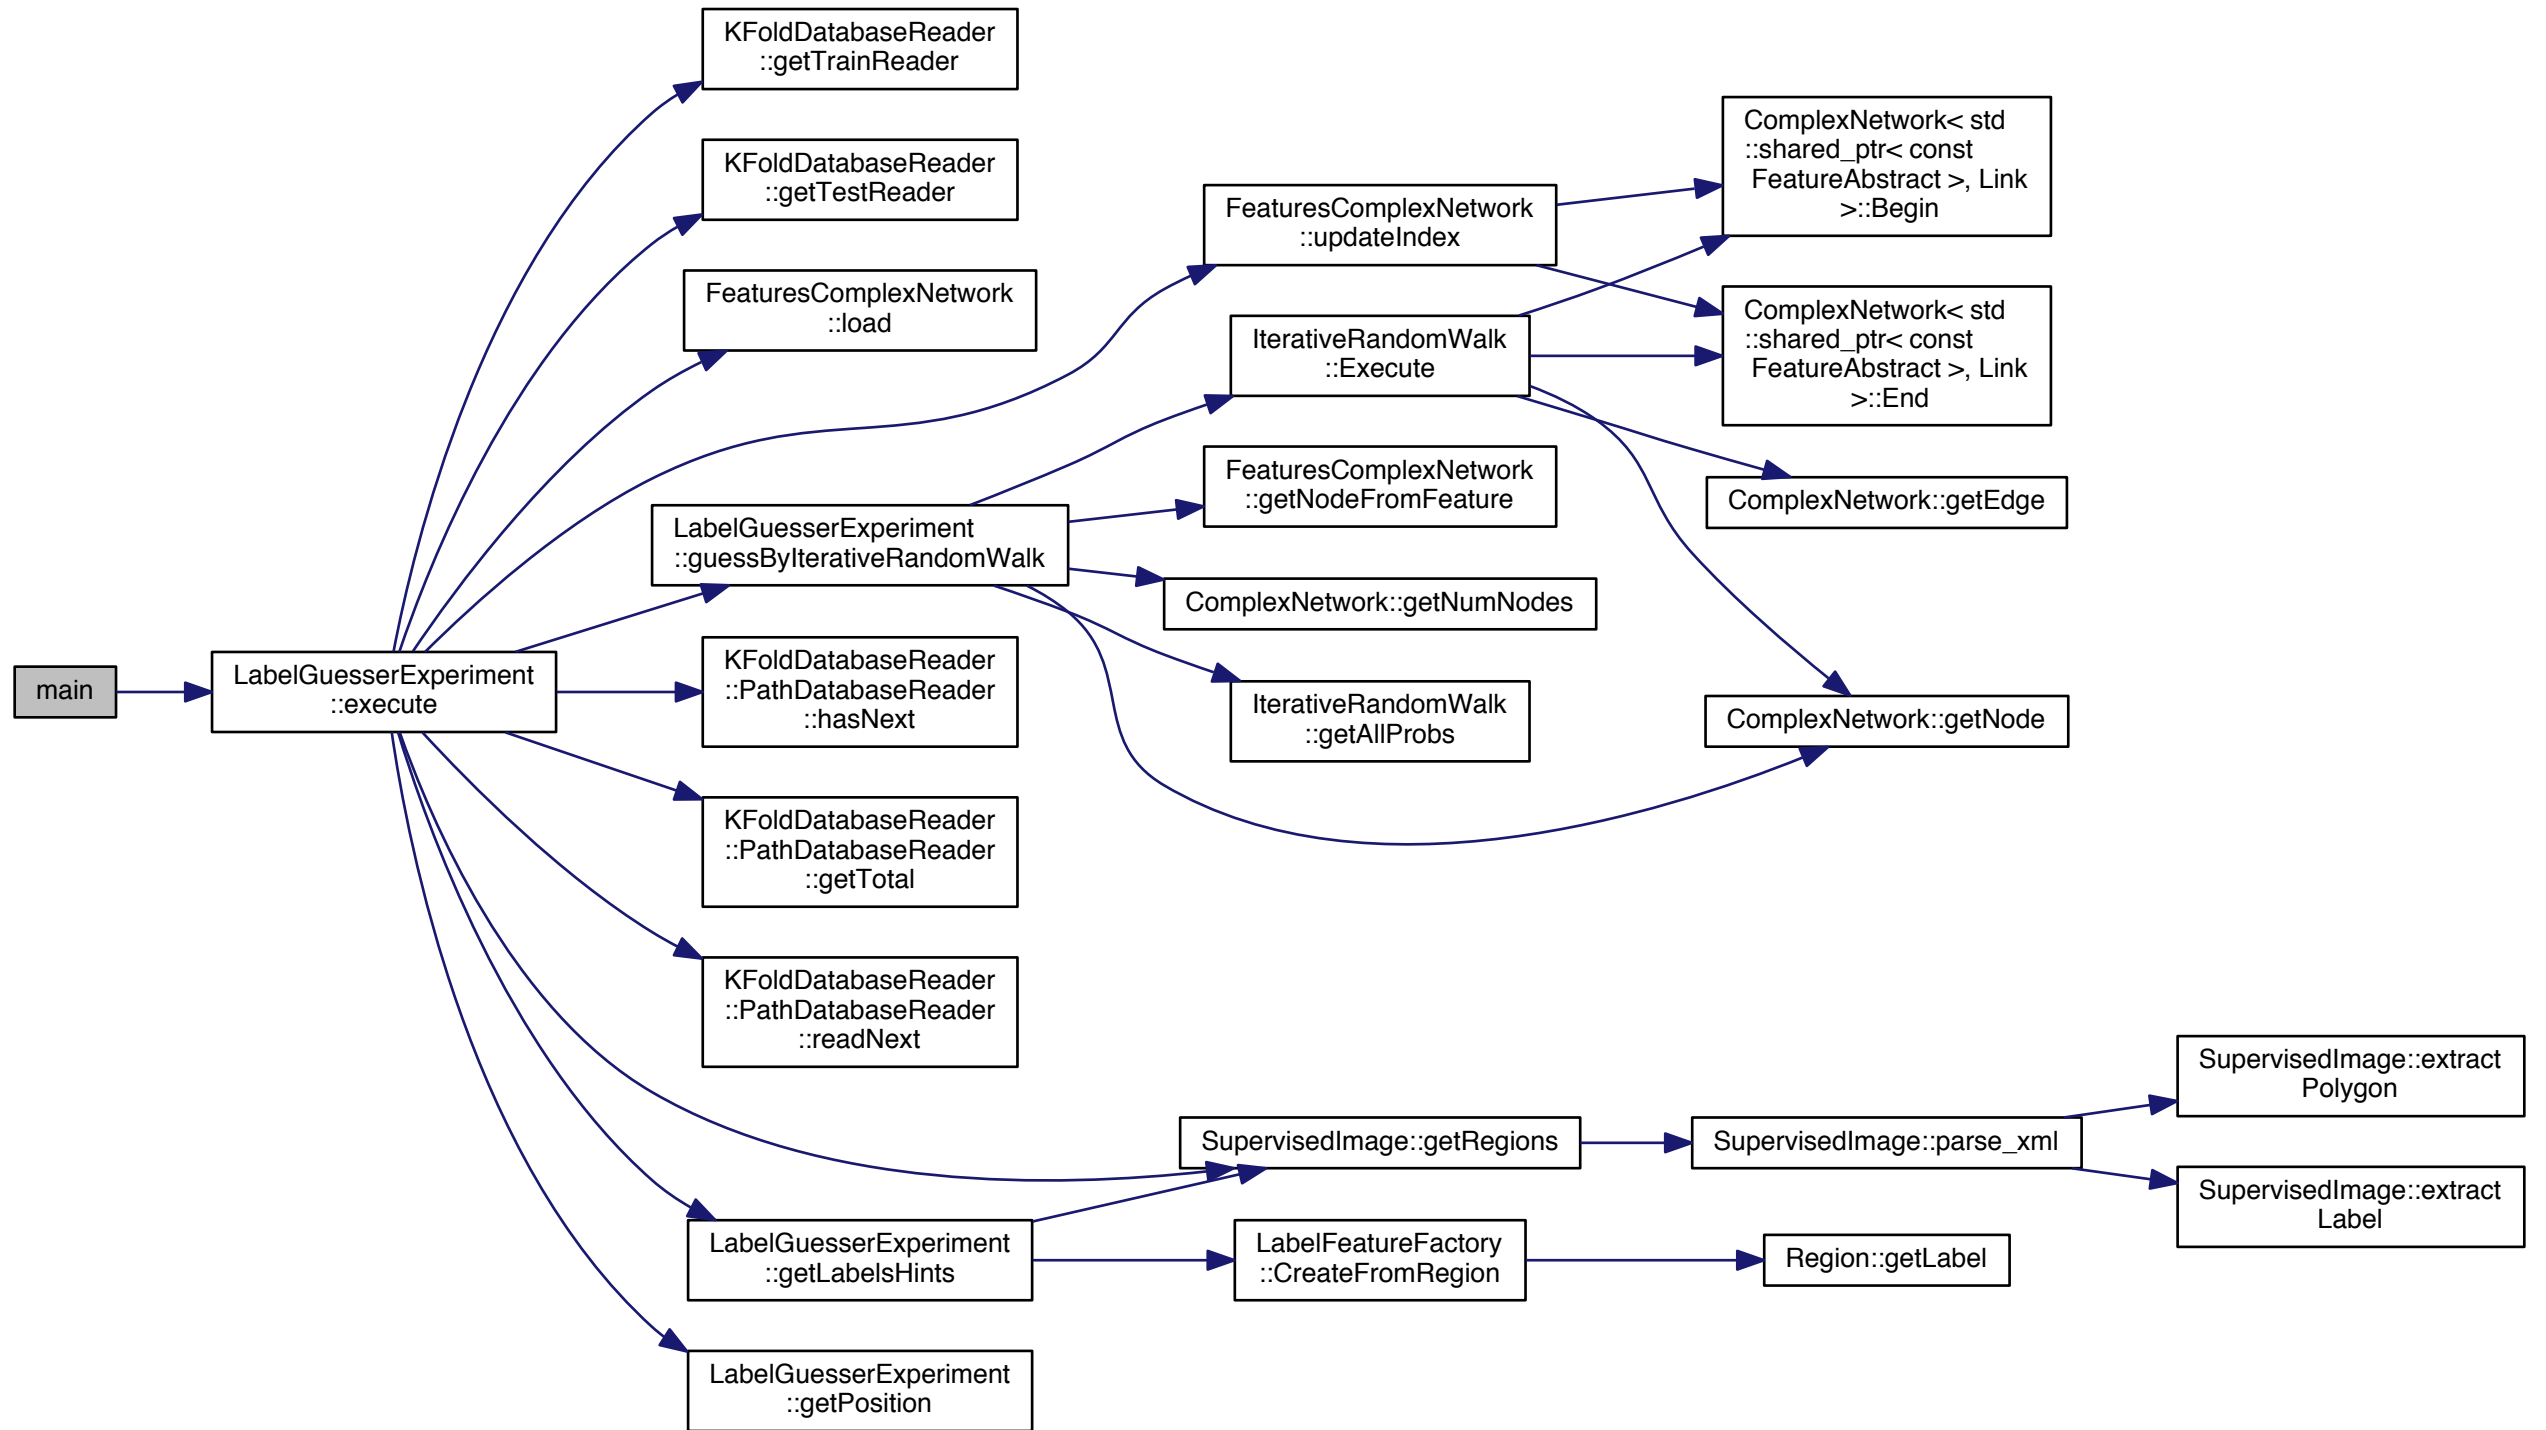 main
LabelGuesserExperiment
::execute
KFoldDatabaseReader
::getTrainReader
KFoldDatabaseReader
::getTestReader
FeaturesComplexNetwork
::load
LabelGuesserExperiment
::guessByIterativeRandomWalk
KFoldDatabaseReader
::PathDatabaseReader
::hasNext
KFoldDatabaseReader
::PathDatabaseReader
::getTotal
KFoldDatabaseReader
::PathDatabaseReader
::readNext
LabelGuesserExperiment
::getLabelsHints
LabelGuesserExperiment
::getPosition
FeaturesComplexNetwork
::updateIndex
IterativeRandomWalk
::Execute
FeaturesComplexNetwork
::getNodeFromFeature
ComplexNetwork::getNumNodes
IterativeRandomWalk
::getAllProbs
SupervisedImage::getRegions
LabelFeatureFactory
::CreateFromRegion
ComplexNetwork< std
::shared_ptr< const
FeatureAbstract >, Link
>::Begin
ComplexNetwork< std
::shared_ptr< const
FeatureAbstract >, Link
>::End
ComplexNetwork::getEdge
ComplexNetwork::getNode
SupervisedImage::parse_xml
Region::getLabel
SupervisedImage::extract
Polygon
SupervisedImage::extract
Label